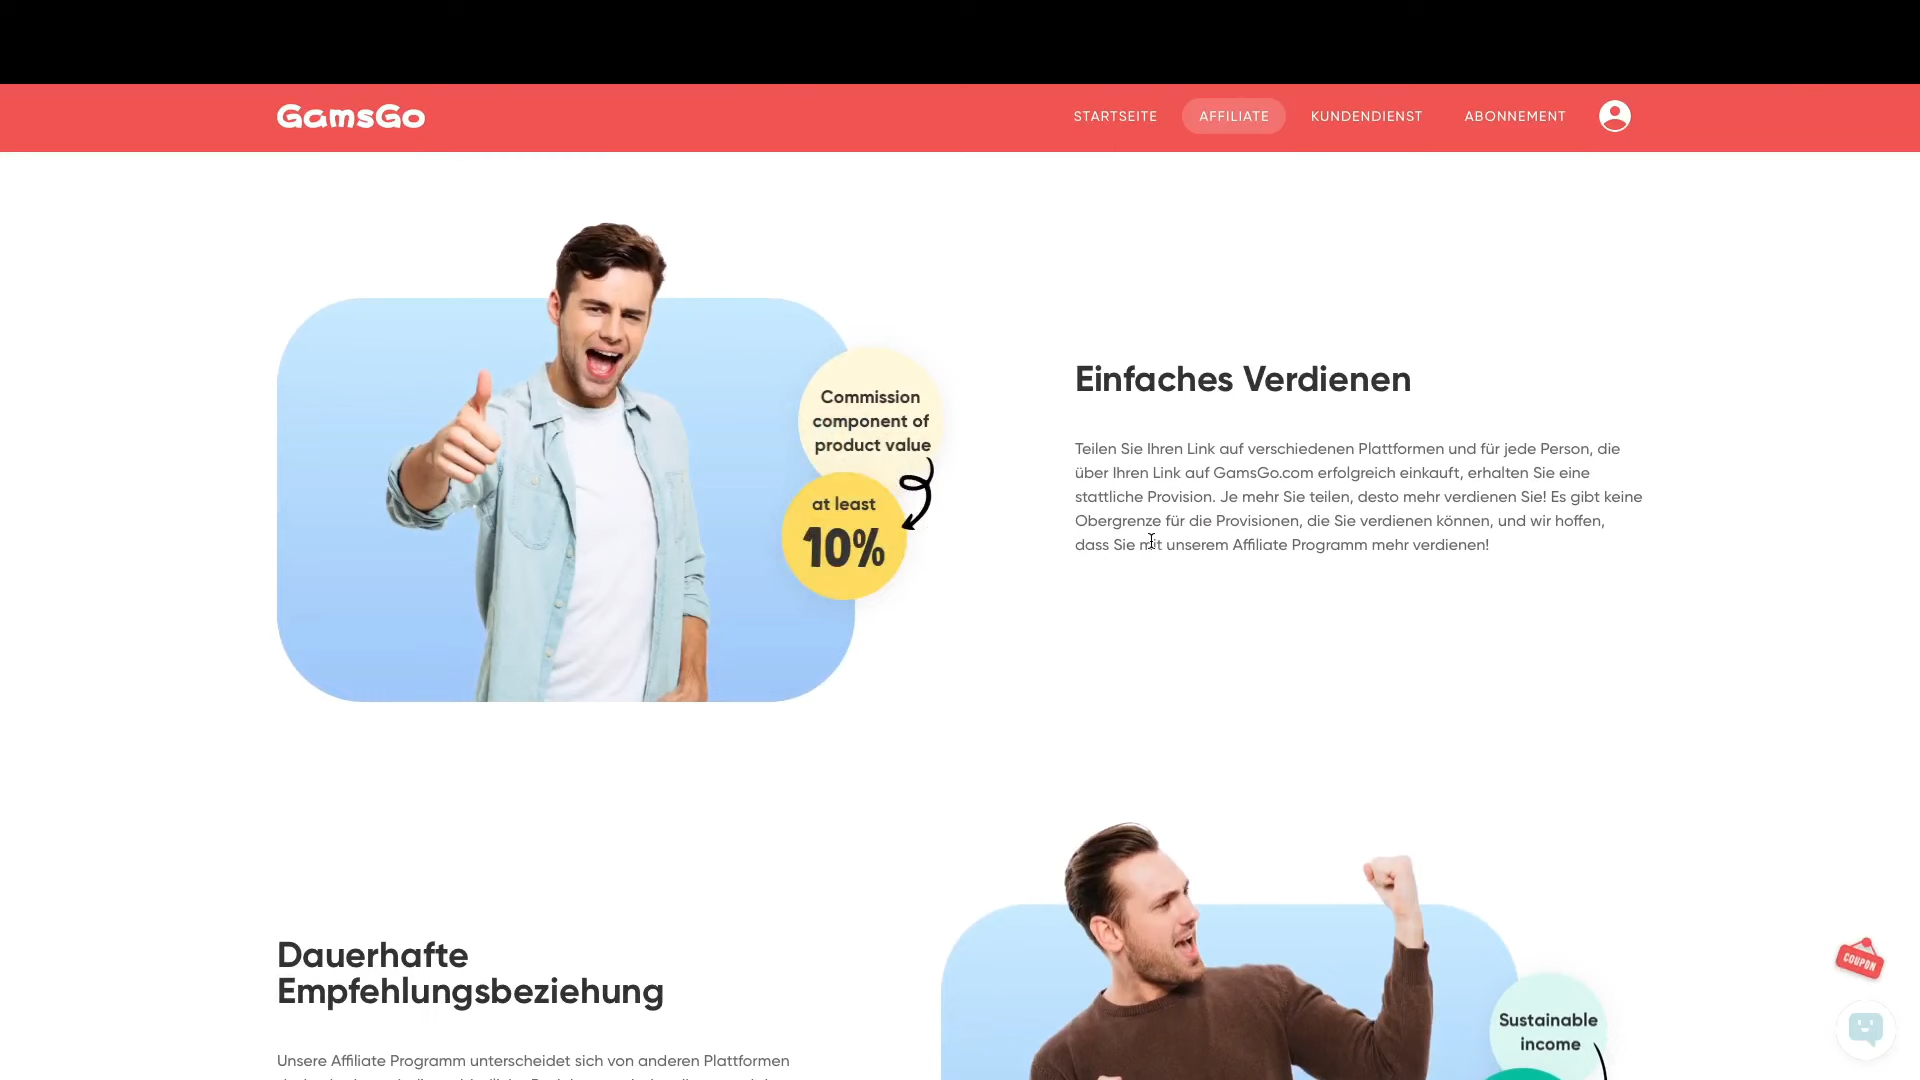 GamsGo
STARTSEITE
AFFILIATE
KUNDENDIENST
ABONNEMENT
Commission
component of
product value
at least
10%
Einfaches Verdienen
Teilen Sie Ihren Link auf verschiedenen Plattformen und für jede Person, die
über Ihren Link auf GamsGo.com erfolgreich einkauft, erhalten Sie eine
stattliche Provision. Je mehr Sie teilen, desto mehr verdienen Sie! Es gibt keine
Obergrenze für die Provisionen, die Sie verdienen können, und wir hoffen,
dass Sie mit unserem Affiliate Programm mehr verdienen!
Dauerhafte
Empfehlungsbeziehung
Unsere Affiliate Programm unterscheidet sich von anderen Plattformen
Sustainable
income
COUPON